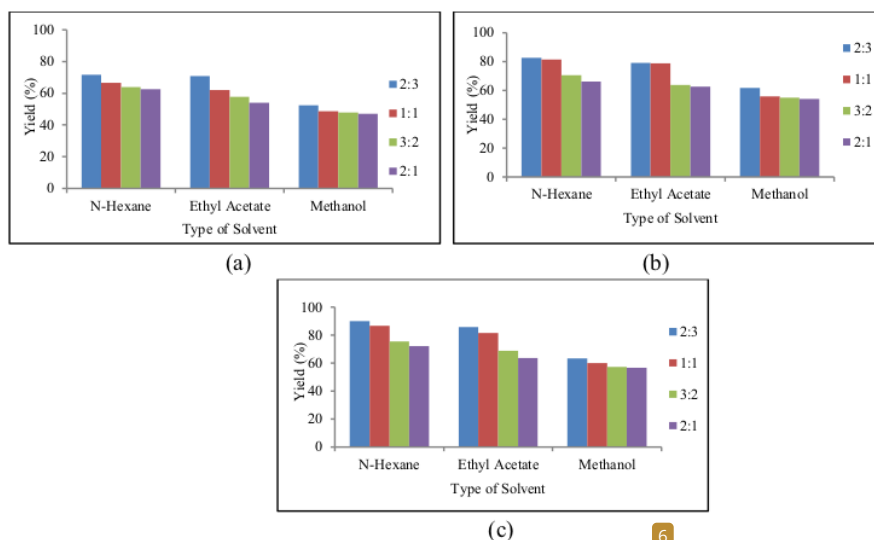 100
80
60
40
20
0
Yield (%)
N-Hexane Ethyl Acetate Methanol
Type of Solvent
2:3
1:1
3:2
2:1
(a)
100
80
60
40
20
0
Yield (%)
N-Hexane Ethyl Acetate Methanol
Type of Solvent
2:3
1:1
3:2
2:1
(b)
100
80
60
40
20
0
Yield (%)
N-Hexane Ethyl Acetate Methanol
Type of Solvent
2:3
1:1
3:2
2:1
(c)
6